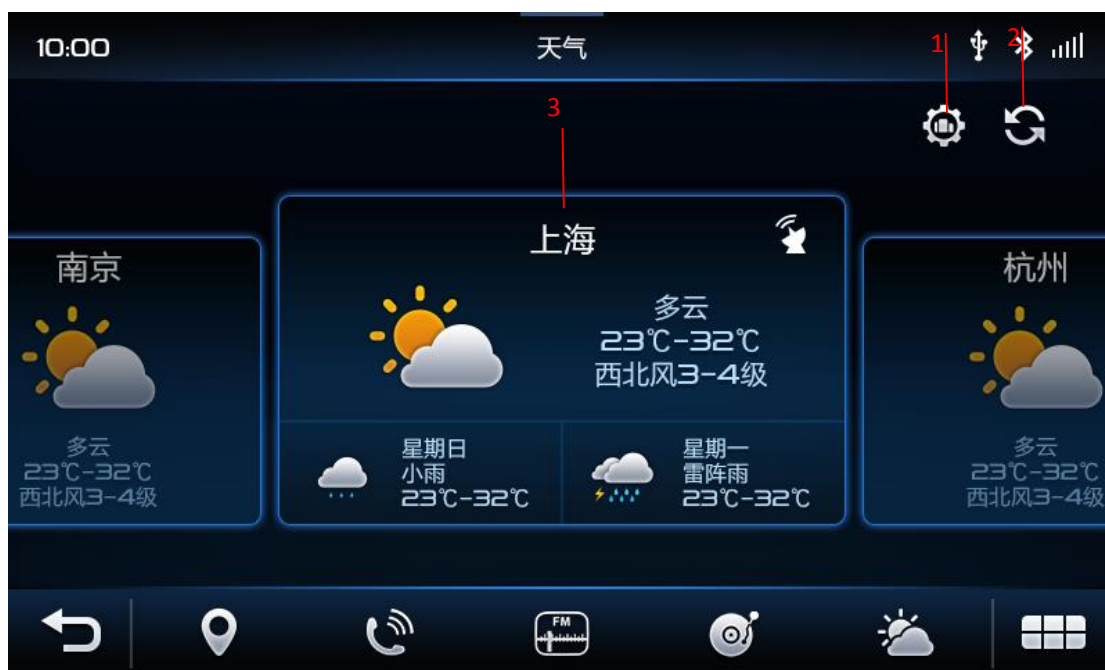 10:00
天气
1
2
3
上海
南京
杭州
多云
23℃-32℃
西北风3-4级
多云
23℃-32℃
西北风3-4级
多云
23℃-32℃
西北风3-4级
星期日
小雨
23℃-32℃
星期一
雷阵雨
23℃-32℃
FM